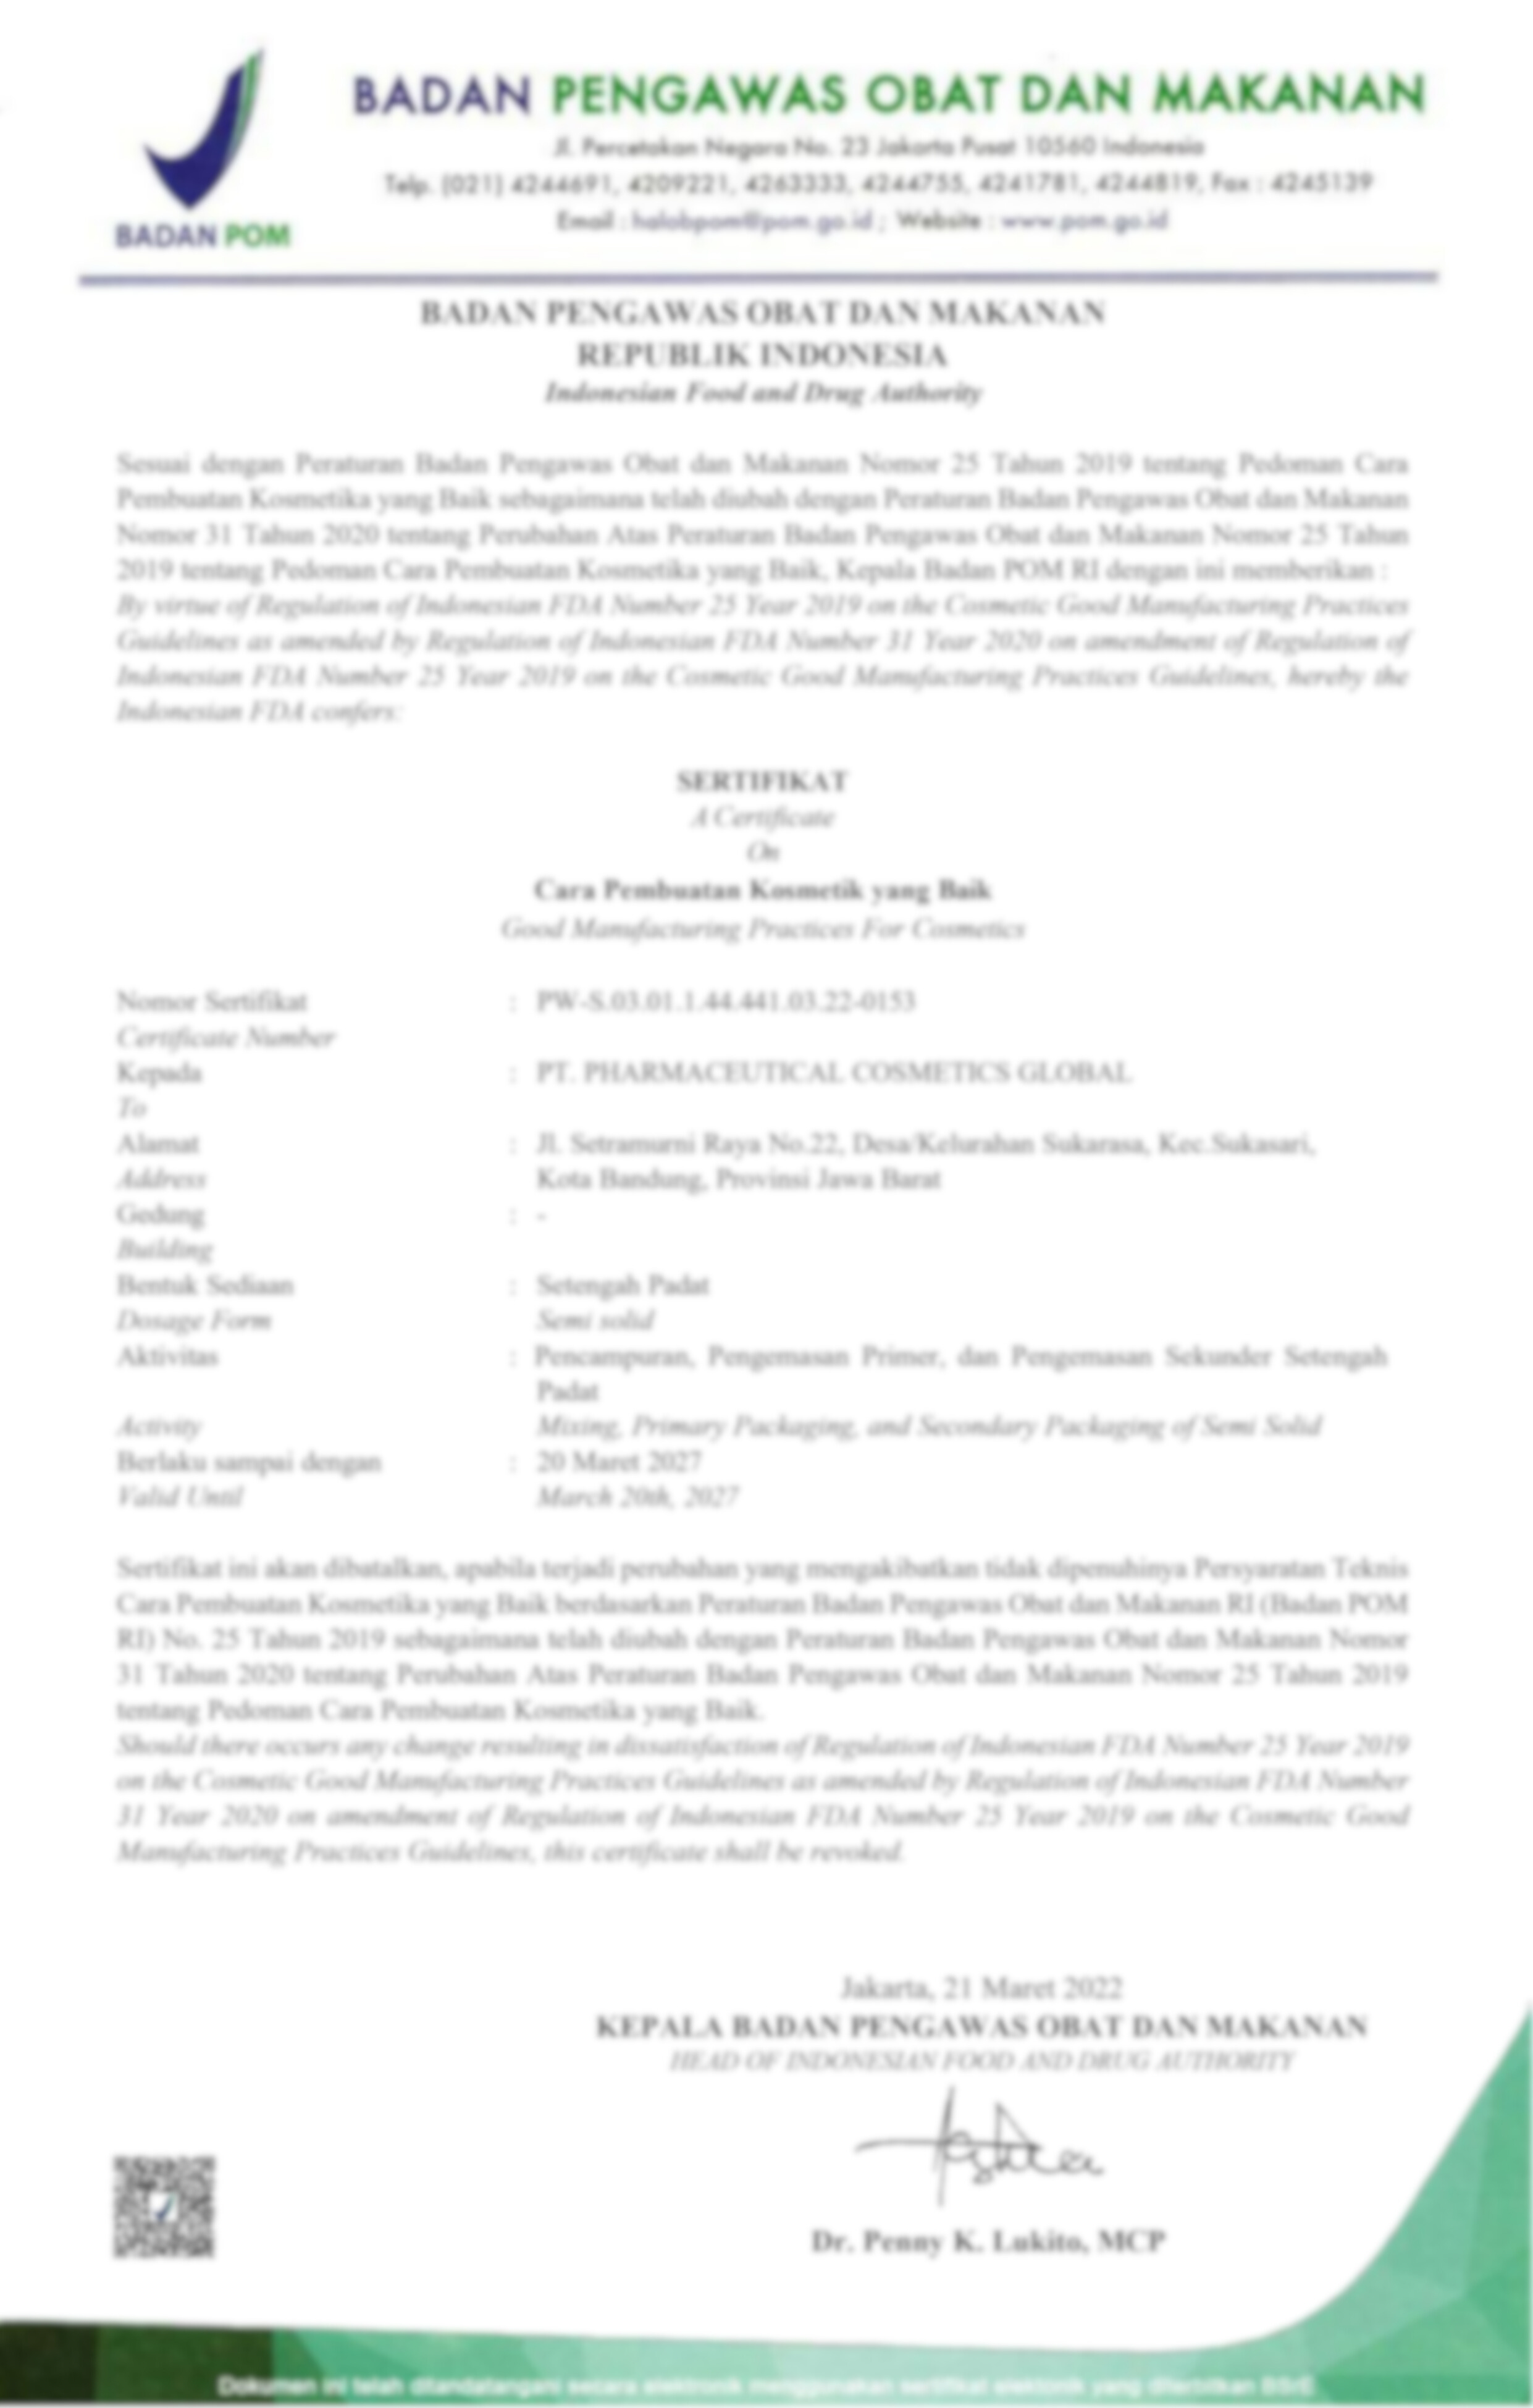 BADAN PENGAWAS OBAT DAN MAKANAN
Jl. Percetakan Negara No. 23 Jakarta Pusat 10560 Indonesia
Telp. (021) 4244691, 4209221, 4263333, 4244755, 4241781, 4244819, Fax : 4245139
Email : halobpom@pom.go.id ; Website : www.pom.go.id
BADAN POM
BADAN PENGAWAS OBAT DAN MAKANAN
REPUBLIK INDONESIA
Indonesian Food and Drug Authority
Sesuai dengan Peraturan Badan Pengawas Obat dan Makanan Nomor 25 Tahun 2019 tentang Pedoman Cara
Pembuatan Kosmetika yang Baik sebagaimana telah diubah dengan Peraturan Badan Pengawas Obat dan Makanan
Nomor 31 Tahun 2020 tentang Perubahan Atas Peraturan Badan Pengawas Obat dan Makanan Nomor 25 Tahun
2019 tentang Pedoman Cara Pembuatan Kosmetika yang Baik, Kepala Badan POM RI dengan ini memberikan :
By virtue of Regulation of Indonesian FDA Number 25 Year 2019 on the Cosmetic Good Manufacturing Practices
Guidelines as amended by Regulation of Indonesian FDA Number 31 Year 2020 on amendment of Regulation of
Indonesian FDA Number 25 Year 2019 on the Cosmetic Good Manufacturing Practices Guidelines, hereby the
Indonesian FDA confers:
SERTIFIKAT
A Certificate
On
Cara Pembuatan Kosmetik yang Baik
Good Manufacturing Practices For Cosmetics
Nomor Sertifikat : PW-S.03.01.1.44.441.03.22-0153
Certificate Number
Kepada : PT. PHARMACEUTICAL COSMETICS GLOBAL
To
Alamat : Jl. Setramurni Raya No.22, Desa/Kelurahan Sukarasa, Kec.Sukasari,
Address Kota Bandung, Provinsi Jawa Barat
Gedung : -
Building
Bentuk Sediaan : Setengah Padat
Dosage Form Semi solid
Aktivitas : Pencampuran, Pengemasan Primer, dan Pengemasan Sekunder Setengah
Padat
Activity Mixing, Primary Packaging, and Secondary Packaging of Semi Solid
Berlaku sampai dengan : 20 Maret 2027
Valid Until March 20th, 2027
Sertifikat ini akan dibatalkan, apabila terjadi perubahan yang mengakibatkan tidak dipenuhinya Persyaratan Teknis
Cara Pembuatan Kosmetika yang Baik berdasarkan Peraturan Badan Pengawas Obat dan Makanan RI (Badan POM
RI) No. 25 Tahun 2019 sebagaimana telah diubah dengan Peraturan Badan Pengawas Obat dan Makanan Nomor
31 Tahun 2020 tentang Perubahan Atas Peraturan Badan Pengawas Obat dan Makanan Nomor 25 Tahun 2019
tentang Pedoman Cara Pembuatan Kosmetika yang Baik.
Should there occurs any change resulting in dissatisfaction of Regulation of Indonesian FDA Number 25 Year 2019
on the Cosmetic Good Manufacturing Practices Guidelines as amended by Regulation of Indonesian FDA Number
31 Year 2020 on amendment of Regulation of Indonesian FDA Number 25 Year 2019 on the Cosmetic Good
Manufacturing Practices Guidelines, this certificate shall be revoked.
Jakarta, 21 Maret 2022
KEPALA BADAN PENGAWAS OBAT DAN MAKANAN
HEAD OF INDONESIAN FOOD AND DRUG AUTHORITY
Dr. Penny K. Lukito, MCP
Dokumen ini telah ditandatangani secara elektronik menggunakan sertifikat elektonik yang diterbitkan BSrE